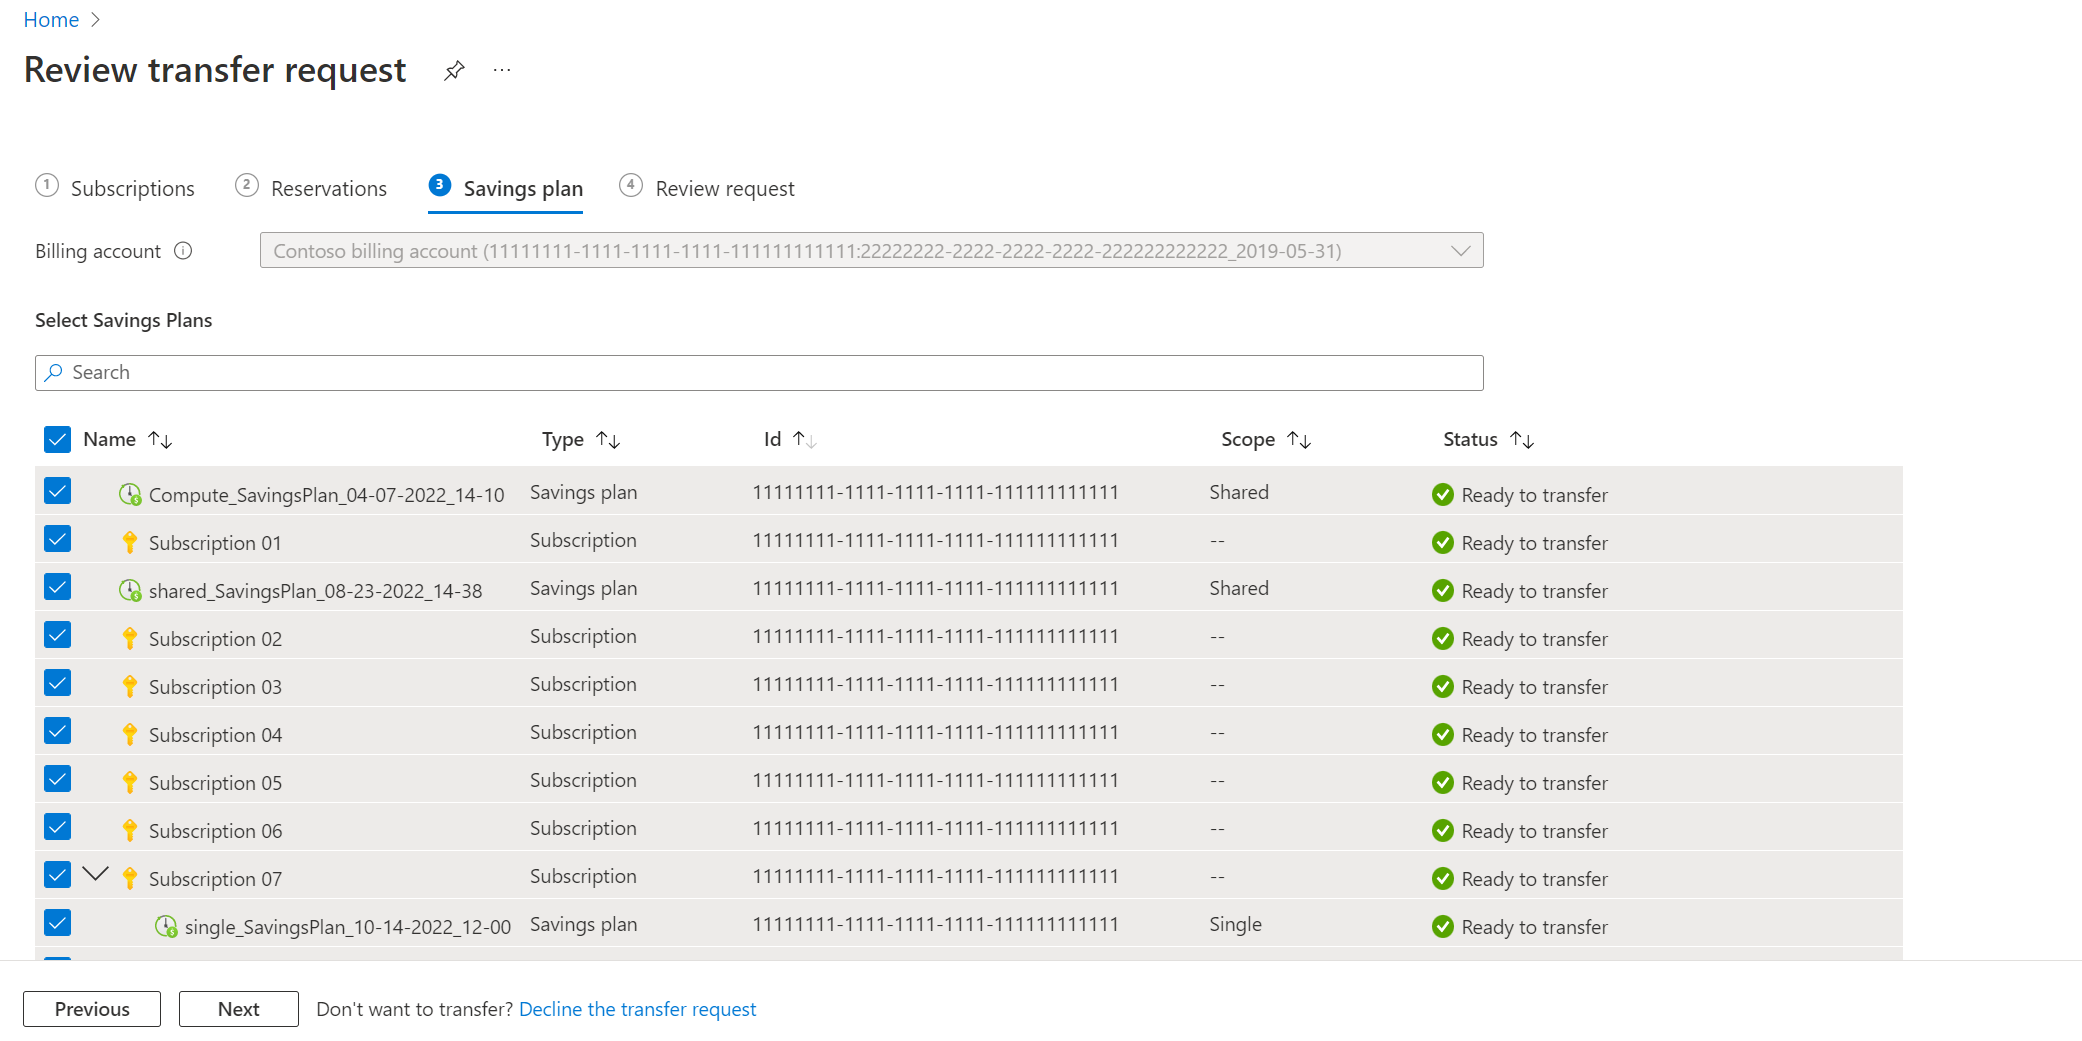 Home
Review transfer request
1 Subscriptions 2 Reservations 3 Savings plan 4 Review request
Billing account Contoso billing account (11111111-1111-1111-1111-111111111111:22222222-2222-2222-2222-222222222222_2019-05-31)
Select Savings Plans
Search
Name Type Id Scope Status
Compute_SavingsPlan_04-07-2022_14-10 Savings plan 11111111-1111-1111-1111-111111111111 Shared Ready to transfer
Subscription 01 Subscription 11111111-1111-1111-1111-111111111111 -- Ready to transfer
shared_SavingsPlan_08-23-2022_14-38 Savings plan 11111111-1111-1111-1111-111111111111 Shared Ready to transfer
Subscription 02 Subscription 11111111-1111-1111-1111-111111111111 -- Ready to transfer
Subscription 03 Subscription 11111111-1111-1111-1111-111111111111 -- Ready to transfer
Subscription 04 Subscription 11111111-1111-1111-1111-111111111111 -- Ready to transfer
Subscription 05 Subscription 11111111-1111-1111-1111-111111111111 -- Ready to transfer
Subscription 06 Subscription 11111111-1111-1111-1111-111111111111 -- Ready to transfer
Subscription 07 Subscription 11111111-1111-1111-1111-111111111111 -- Ready to transfer
single_SavingsPlan_10-14-2022_12-00 Savings plan 11111111-1111-1111-1111-111111111111 Single Ready to transfer
Previous Next Don't want to transfer? Decline the transfer request